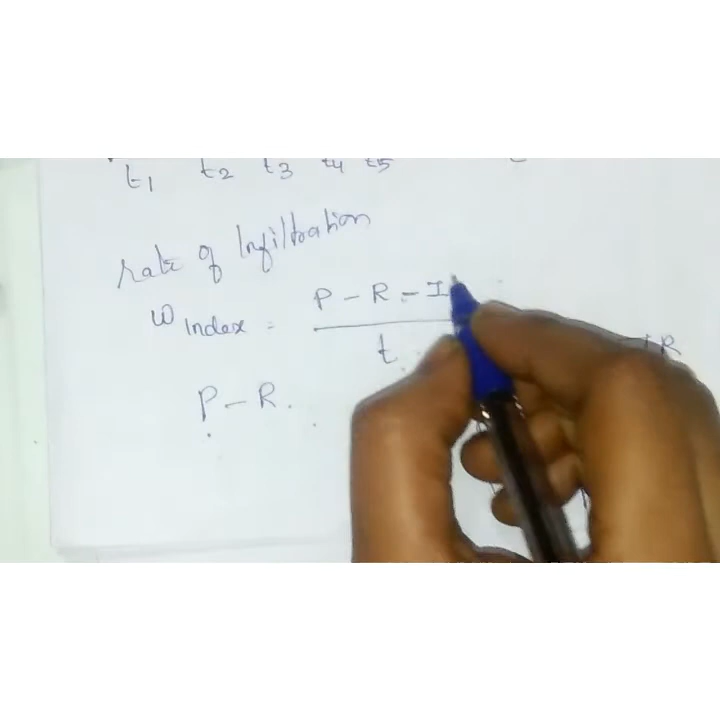 t1 t2 t3 t4 t5
rate of Infiltration
W Index = P - R - I
t
R
P - R.